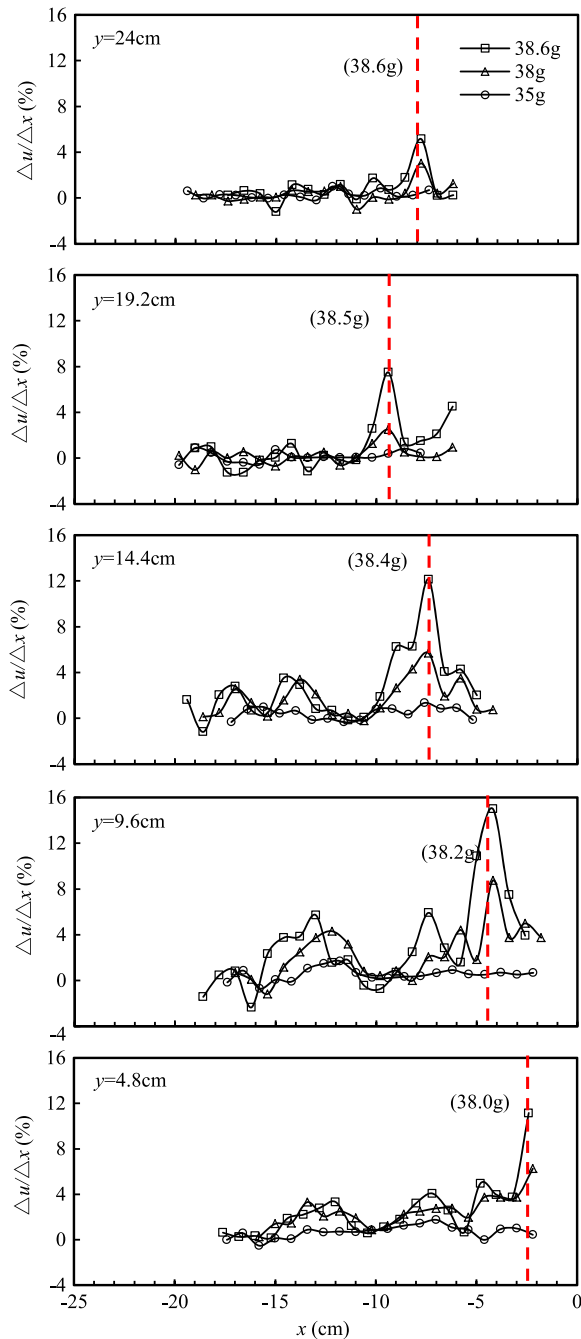 16
12
8
4
0
-4
△u/△x (%)
y=24cm
(38.6g)
38.6g
38g
35g
16
12
8
4
0
-4
△u/△x (%)
y=19.2cm
(38.5g)
16
12
8
4
0
-4
△u/△x (%)
y=14.4cm
(38.4g)
16
12
8
4
0
-4
△u/△x (%)
y=9.6cm
(38.2g)
16
12
8
4
0
-4
△u/△x (%)
y=4.8cm
(38.0g)
-25 -20 -15 -10 -5 0
x (cm)